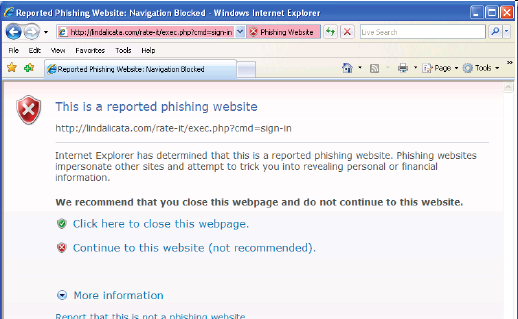 Reported Phishing Website: Navigation Blocked - Windows Internet Explorer
http://lindalicata.com/rate-it/exec.php?cmd=sign-in Phishing Website Live Search
File Edit View Favorites Tools Help
Reported Phishing Website: Navigation Blocked Page Tools
This is a reported phishing website
http://lindalicata.com/rate-it/exec.php?cmd=sign-in
Internet Explorer has determined that this is a reported phishing website. Phishing websites
impersonate other sites and attempt to trick you into revealing personal or financial
information.
We recommend that you close this webpage and do not continue to this website.
Click here to close this webpage.
Continue to this website (not recommended).
More information
Report that this is not a phishing website